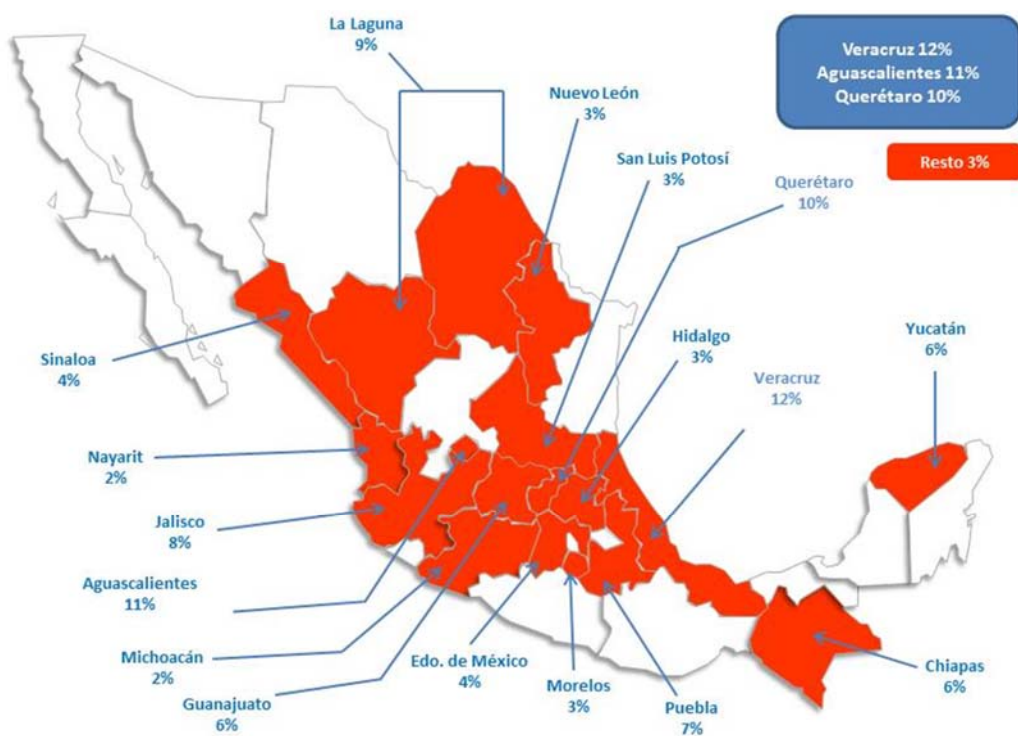 La Laguna
9%
Veracruz 12%
Aguascalientes 11%
Querétaro 10%
Nuevo León
3%
San Luis Potosí
3%
Resto 3%
Querétaro
10%
Sinaloa
4%
Hidalgo
3%
Yucatán
6%
Veracruz
12%
Nayarit
2%
Jalisco
8%
Aguascalientes
11%
Michoacán
2%
Guanajuato
6%
Edo. de México
4%
Morelos
3%
Puebla
7%
Chiapas
6%